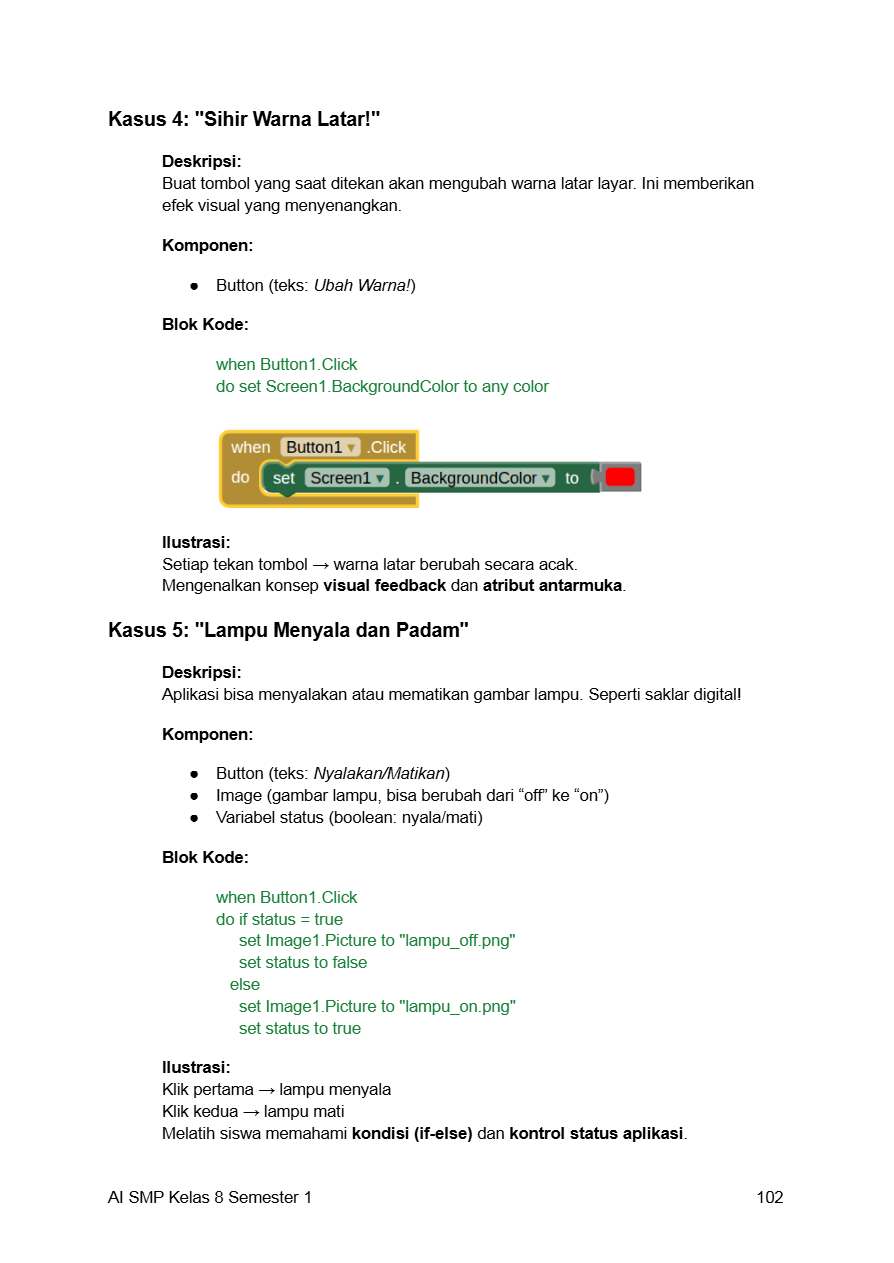 Kasus 4: "Sihir Warna Latar!"
Deskripsi:
Buat tombol yang saat ditekan akan mengubah warna latar layar. Ini memberikan
efek visual yang menyenangkan.
Komponen:
● Button (teks: Ubah Warna!)
Blok Kode:
when Button1.Click
do set Screen1.BackgroundColor to any color
when Button1 ▾ .Click
do set Screen1 ▾ . BackgroundColor ▾ to
Ilustrasi:
Setiap tekan tombol → warna latar berubah secara acak.
Mengenalkan konsep visual feedback dan atribut antarmuka.
Kasus 5: "Lampu Menyala dan Padam"
Deskripsi:
Aplikasi bisa menyalakan atau mematikan gambar lampu. Seperti saklar digital!
Komponen:
● Button (teks: Nyalakan/Matikan)
● Image (gambar lampu, bisa berubah dari “off” ke “on”)
● Variabel status (boolean: nyala/mati)
Blok Kode:
when Button1.Click
do if status = true
set Image1.Picture to "lampu_off.png"
set status to false
else
set Image1.Picture to "lampu_on.png"
set status to true
Ilustrasi:
Klik pertama → lampu menyala
Klik kedua → lampu mati
Melatih siswa memahami kondisi (if-else) dan kontrol status aplikasi.
AI SMP Kelas 8 Semester 1 102